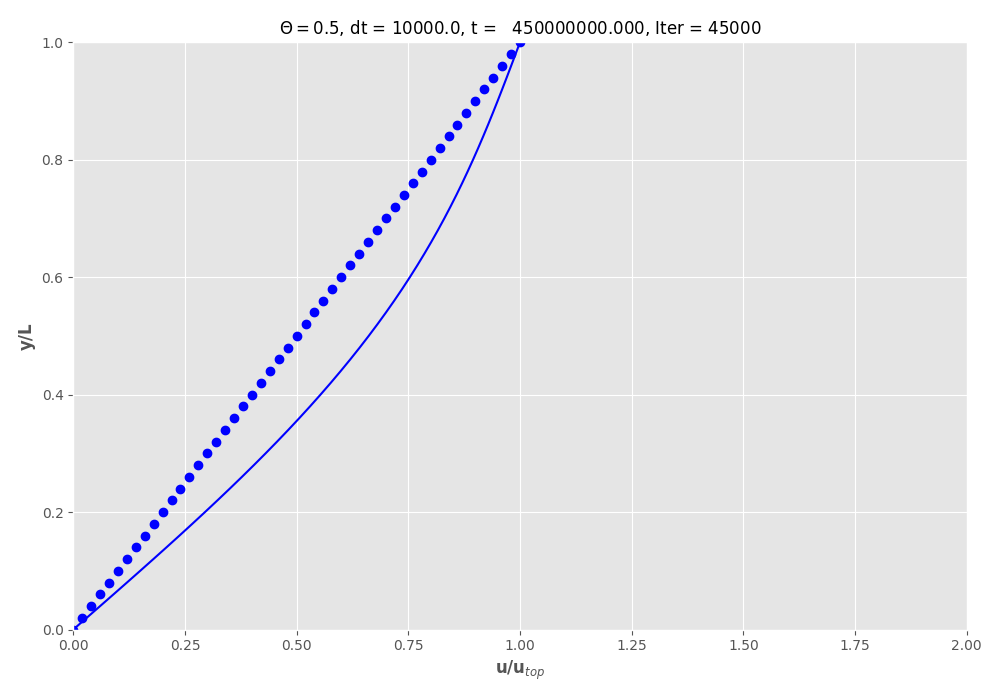 Θ = 0.5, dt = 10000.0, t =   450000000.000, Iter = 45000
1.0
0.8
0.6
0.4
0.2
0.0
y/L
0.00 0.25 0.50 0.75 1.00 1.25 1.50 1.75 2.00
u/u_top